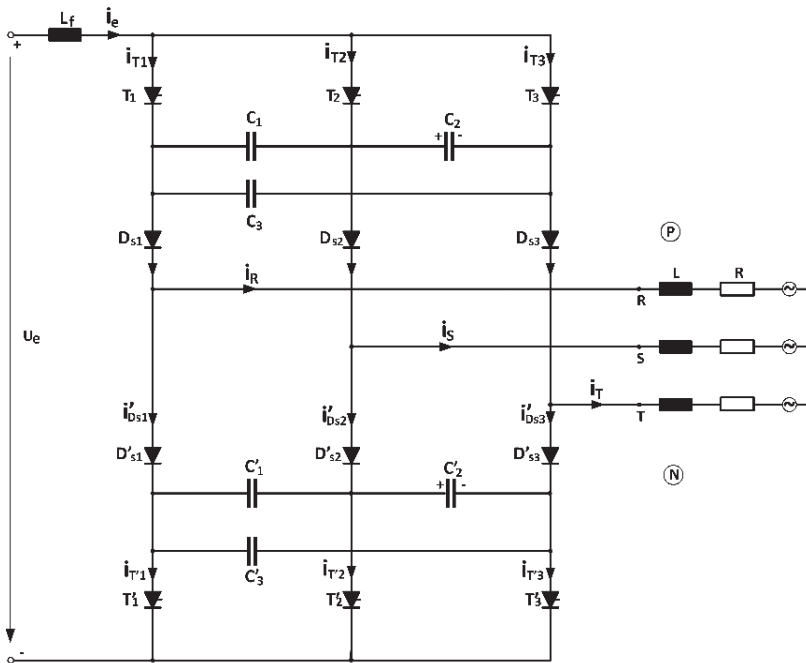 Lf ie
+
iT1 iT2 iT3
T1 T2 T3
C1 C2
+ -
C3
Ds1 Ds2 Ds3
P
iR L R
R
Ue
iS
S
iT
T
i'Ds1 i'Ds2 i'Ds3
D's1 D's2 D's3
C'1 C'2
+ -
N
C'3
iT'1 iT'2 iT'3
T'1 T'2 T'3
-